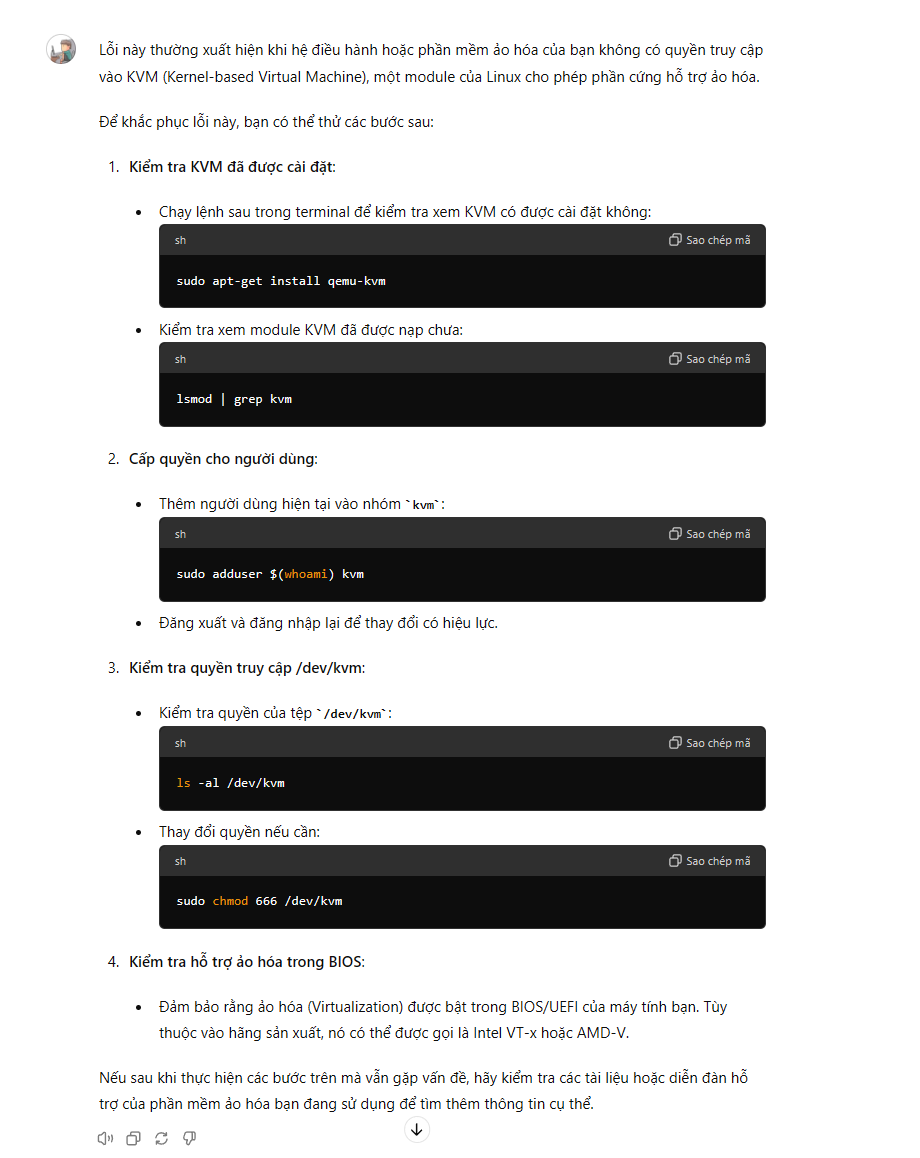 Lỗi này thường xuất hiện khi hệ điều hành hoặc phần mềm ảo hóa của bạn không có quyền truy cập
vào KVM (Kernel-based Virtual Machine), một module của Linux cho phép phần cứng hỗ trợ ảo hóa.
Để khắc phục lỗi này, bạn có thể thử các bước sau:
1. Kiểm tra KVM đã được cài đặt:
• Chạy lệnh sau trong terminal để kiểm tra xem KVM có được cài đặt không:
sh Sao chép mã
sudo apt-get install qemu-kvm
• Kiểm tra xem module KVM đã được nạp chưa:
sh Sao chép mã
lsmod | grep kvm
2. Cấp quyền cho người dùng:
• Thêm người dùng hiện tại vào nhóm `kvm`:
sh Sao chép mã
sudo adduser $(whoami) kvm
• Đăng xuất và đăng nhập lại để thay đổi có hiệu lực.
3. Kiểm tra quyền truy cập /dev/kvm:
• Kiểm tra quyền của tệp `/dev/kvm`:
sh Sao chép mã
ls -al /dev/kvm
• Thay đổi quyền nếu cần:
sh Sao chép mã
sudo chmod 666 /dev/kvm
4. Kiểm tra hỗ trợ ảo hóa trong BIOS:
• Đảm bảo rằng ảo hóa (Virtualization) được bật trong BIOS/UEFI của máy tính bạn. Tùy
thuộc vào hãng sản xuất, nó có thể được gọi là Intel VT-x hoặc AMD-V.
Nếu sau khi thực hiện các bước trên mà vẫn gặp vấn đề, hãy kiểm tra các tài liệu hoặc diễn đàn hỗ
trợ của phần mềm ảo hóa bạn đang sử dụng để tìm thêm thông tin cụ thể.